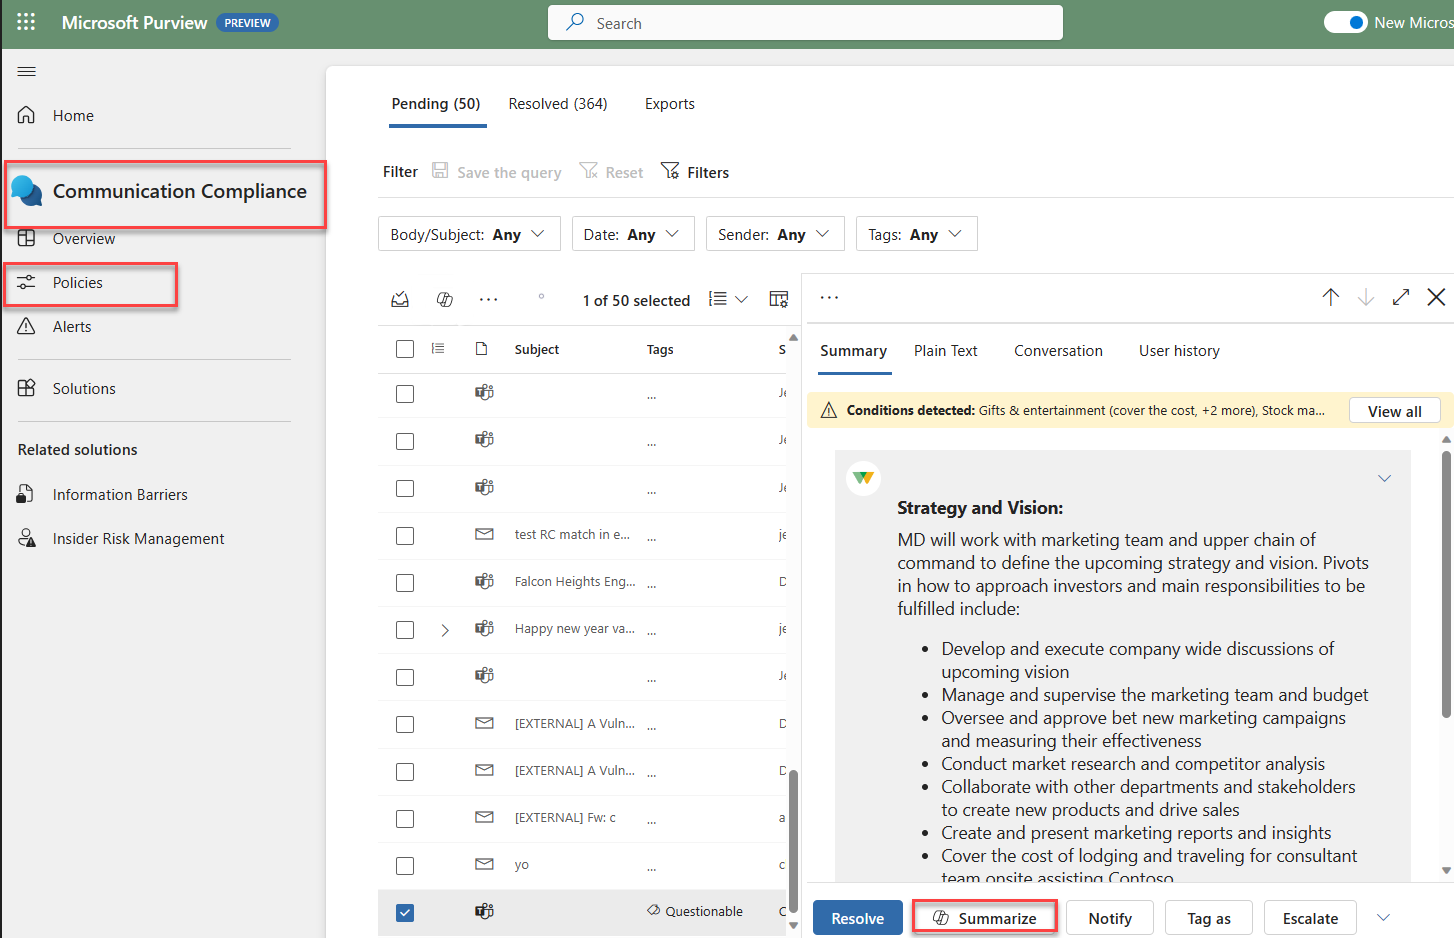 Microsoft Purview PREVIEW
Search
New Micros
Home
Communication Compliance
Overview
Policies
Alerts
Solutions
Related solutions
Information Barriers
Insider Risk Management
Pending (50) Resolved (364) Exports
Filter Save the query Reset Filters
Body/Subject: Any Date: Any Sender: Any Tags: Any
... 1 of 50 selected
Subject Tags S
... Je
... Je
... Je
test RC match in e... ... je
Falcon Heights Eng... ... D
Happy new year va... ... je
... Je
[EXTERNAL] A Vuln... ... D
[EXTERNAL] A Vuln... ... D
[EXTERNAL] Fw: c ... a
yo ... c
Questionable C
...
Summary Plain Text Conversation User history
Conditions detected: Gifts & entertainment (cover the cost, +2 more), Stock ma... View all
Strategy and Vision:
MD will work with marketing team and upper chain of
command to define the upcoming strategy and vision. Pivots
in how to approach investors and main responsibilities to be
fulfilled include:
• Develop and execute company wide discussions of
upcoming vision
• Manage and supervise the marketing team and budget
• Oversee and approve bet new marketing campaigns
and measuring their effectiveness
• Conduct market research and competitor analysis
• Collaborate with other departments and stakeholders
to create new products and drive sales
• Create and present marketing reports and insights
• Cover the cost of lodging and traveling for consultant
team onsite assisting Contoso
Resolve Summarize Notify Tag as Escalate